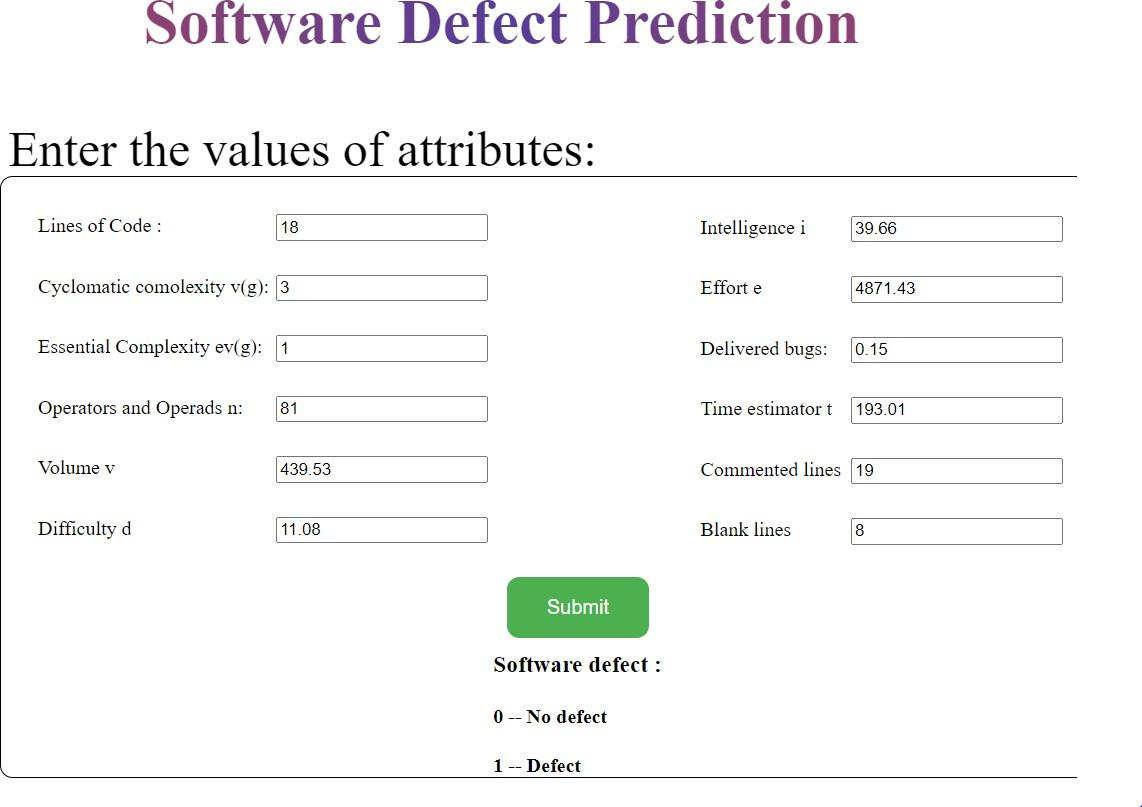 Software Defect Prediction
Enter the values of attributes:
Lines of Code : 18
Cyclomatic comolexity v(g): 3
Essential Complexity ev(g): 1
Operators and Operads n: 81
Volume v 439.53
Difficulty d 11.08
Intelligence i 39.66
Effort e 4871.43
Delivered bugs: 0.15
Time estimator t 193.01
Commented lines 19
Blank lines 8
Submit
Software defect :
0 -- No defect
1 -- Defect